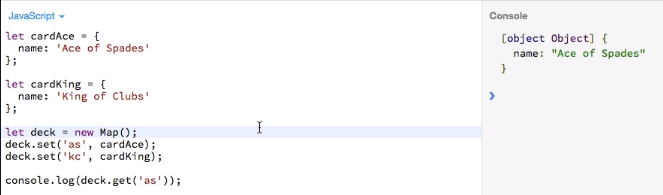 JavaScript
Console
let cardAce = {
  name: 'Ace of Spades'
};
let cardKing = {
  name: 'King of Clubs'
};
let deck = new Map();
deck.set('as', cardAce);
deck.set('kc', cardKing);
console.log(deck.get('as'));
[object Object] {
  name: "Ace of Spades"
}